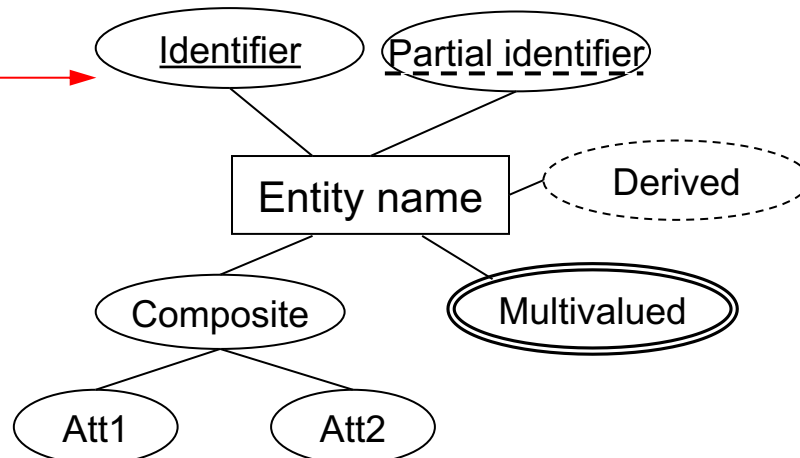 Identifier
Partial identifier
Entity name
Derived
Composite
Multivalued
Att1
Att2